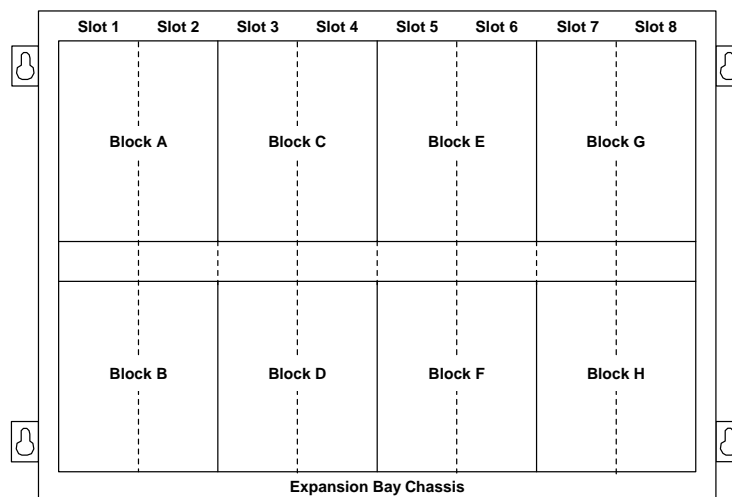 Slot 1 Slot 2 Slot 3 Slot 4 Slot 5 Slot 6 Slot 7 Slot 8
Block A Block C Block E Block G
Block B Block D Block F Block H
Expansion Bay Chassis